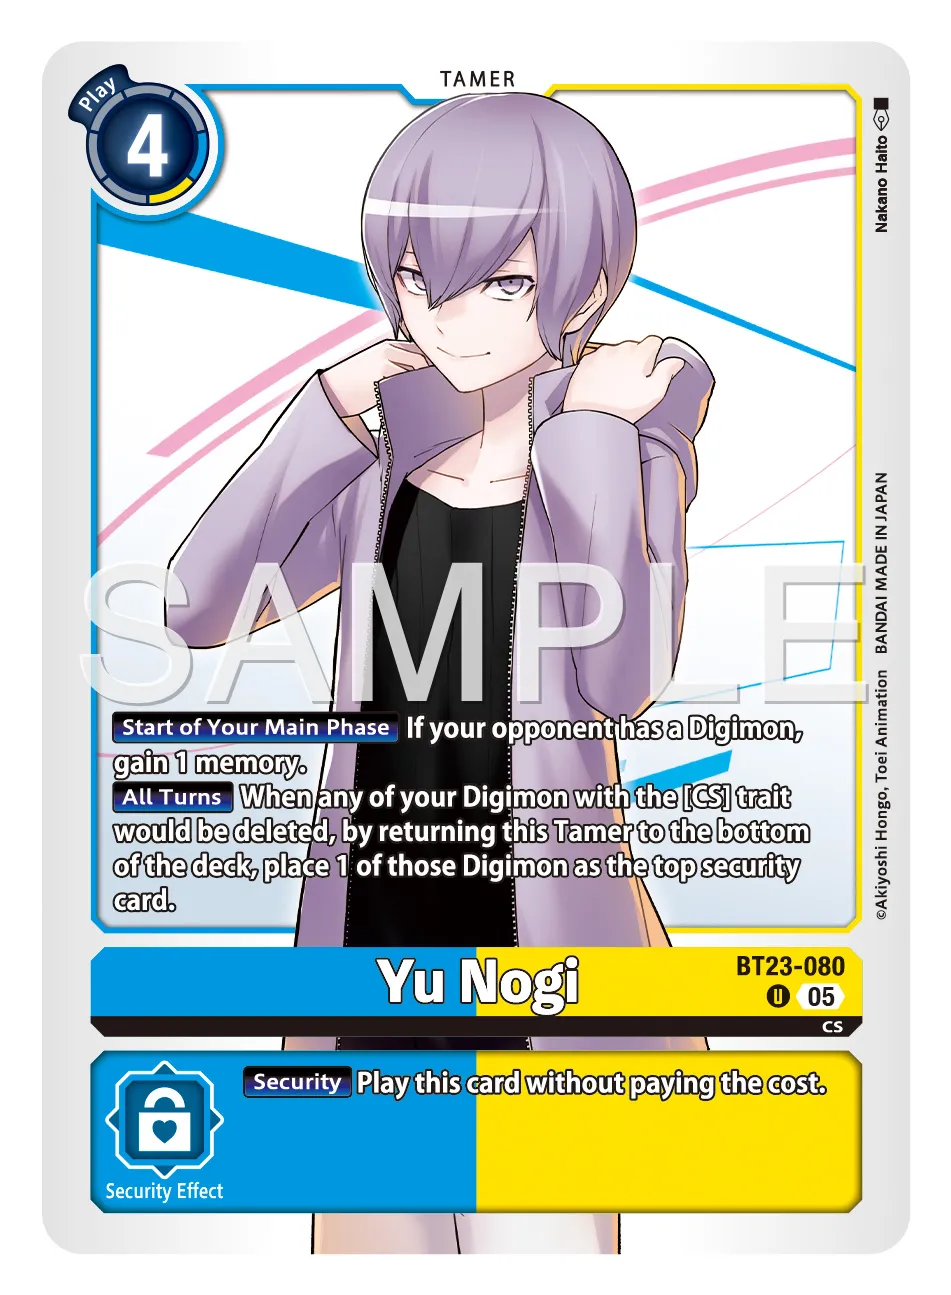 TAMER
Play
4
Nakano Haito
BANDAI MADE IN JAPAN
©Akiyoshi Hongo, Toei Animation
SAMPLE
Start of Your Main Phase If your opponent has a Digimon,
gain 1 memory.
All Turns When any of your Digimon with the [CS] trait
would be deleted, by returning this Tamer to the bottom
of the deck, place 1 of those Digimon as the top security
card.
Yu Nogi
BT23-080
U 05
CS
Security Play this card without paying the cost.
Security Effect